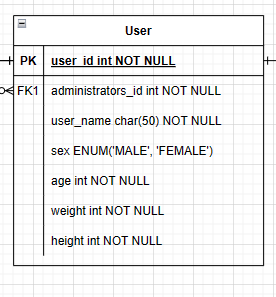 User
PK user_id int NOT NULL
FK1 administrators_id int NOT NULL
user_name char(50) NOT NULL
sex ENUM('MALE', 'FEMALE')
age int NOT NULL
weight int NOT NULL
height int NOT NULL